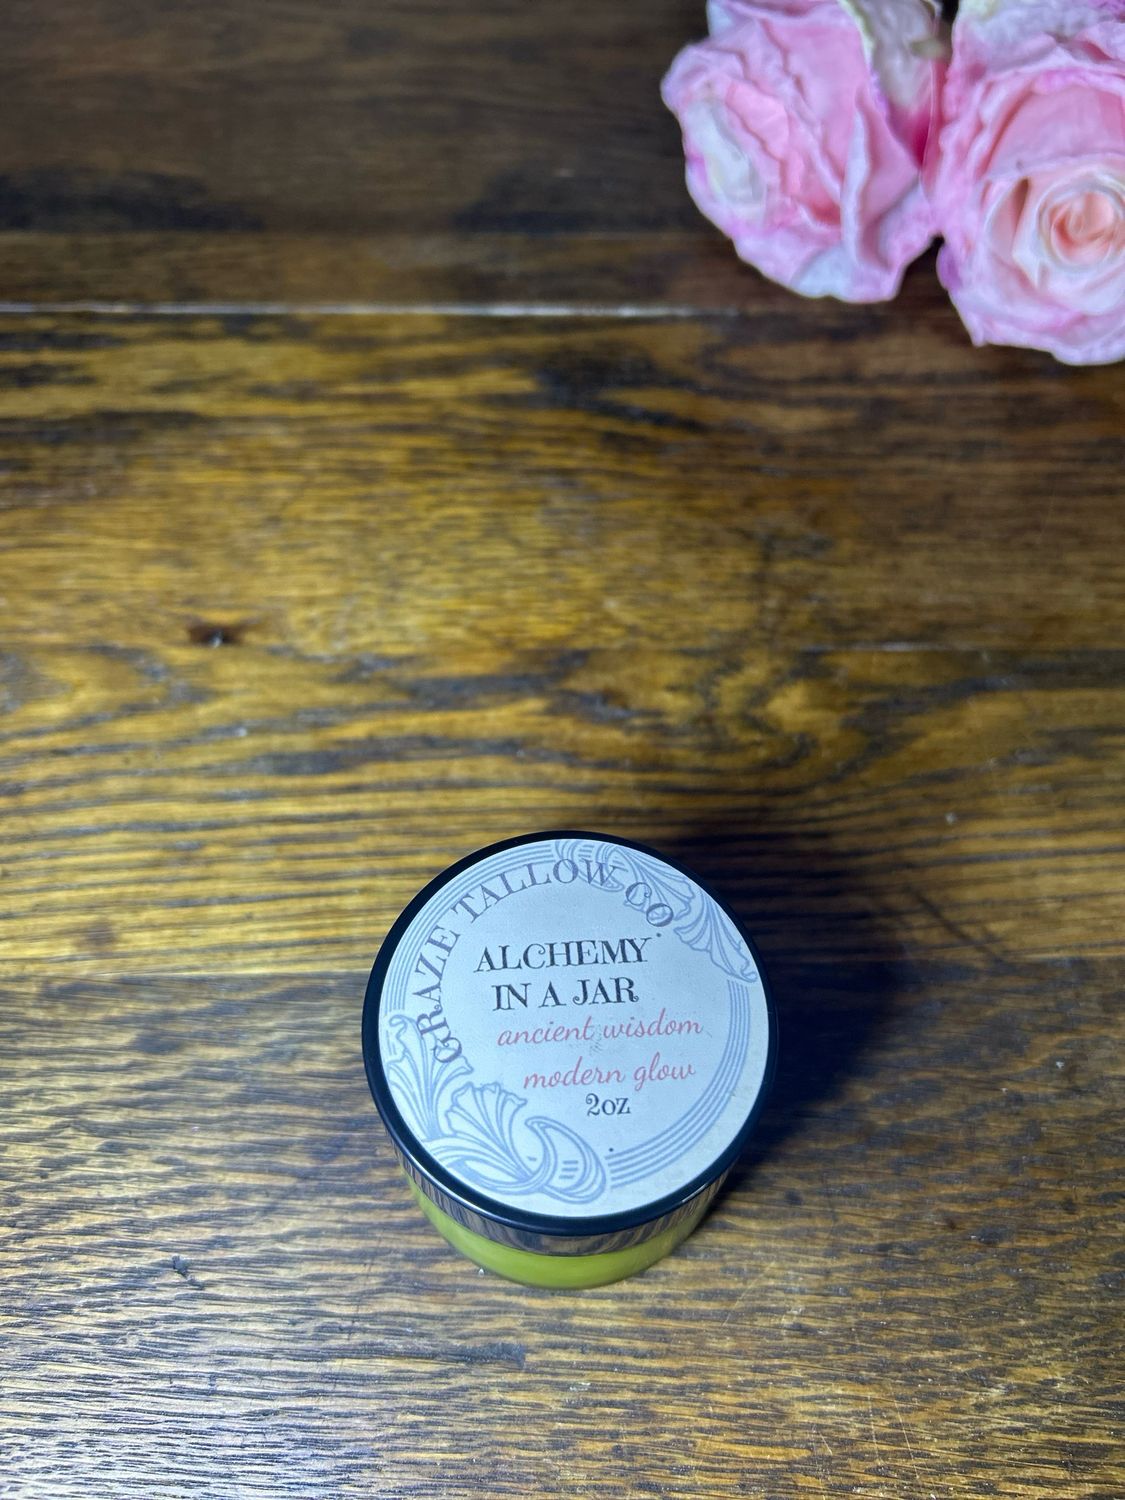 GRAZE TALLOW CO
ALCHEMY
IN A JAR
ancient wisdom
modern glow
2oz